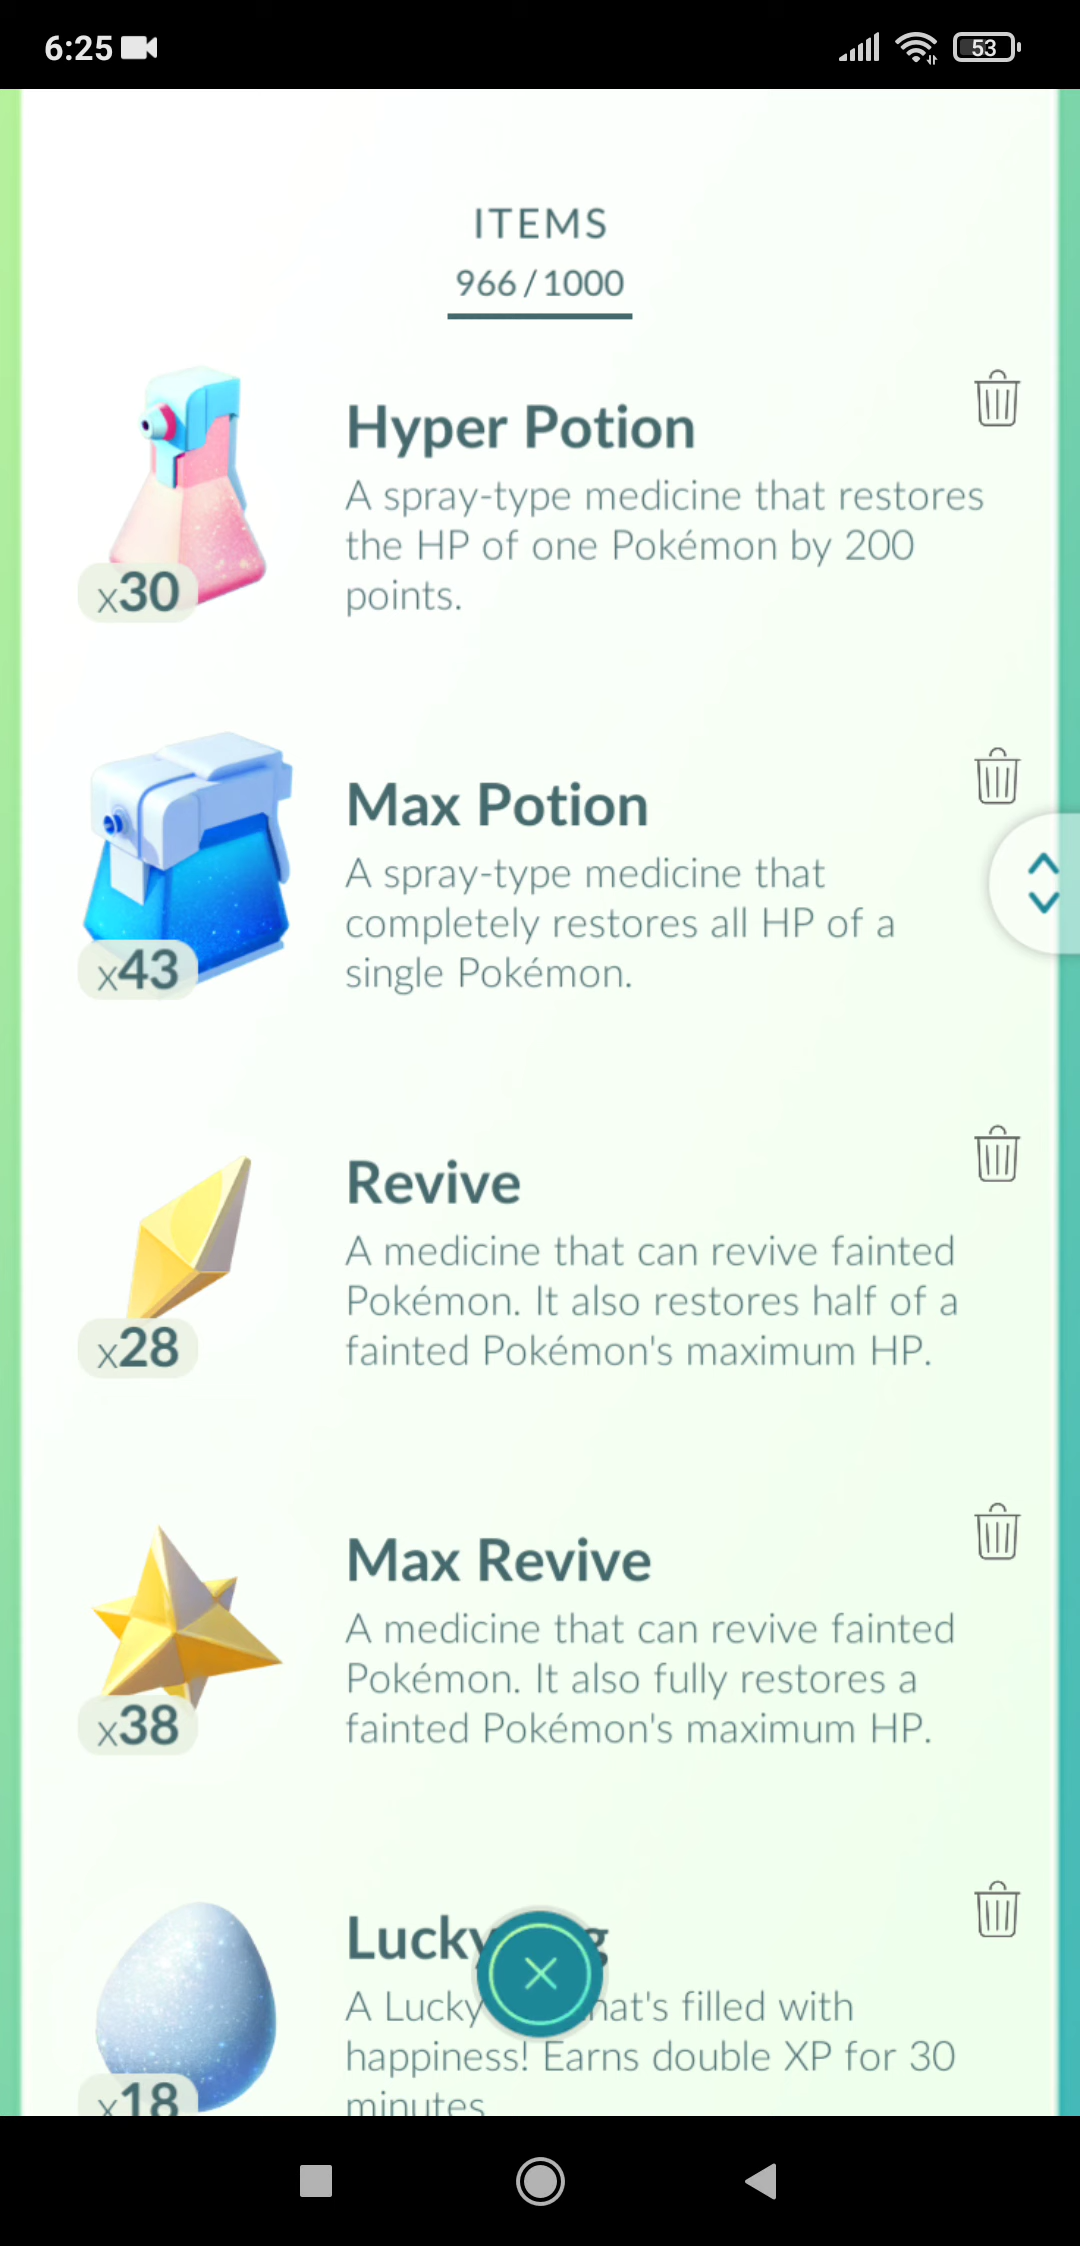 6:25
53
ITEMS
966/1000
Hyper Potion
A spray-type medicine that restores
the HP of one Pokémon by 200
points.
x30
Max Potion
A spray-type medicine that
completely restores all HP of a
single Pokémon.
x43
Revive
A medicine that can revive fainted
Pokémon. It also restores half of a
fainted Pokémon's maximum HP.
x28
Max Revive
A medicine that can revive fainted
Pokémon. It also fully restores a
fainted Pokémon's maximum HP.
x38
Lucky
A Lucky hat's filled with
happiness! Earns double XP for 30
minutes
x18